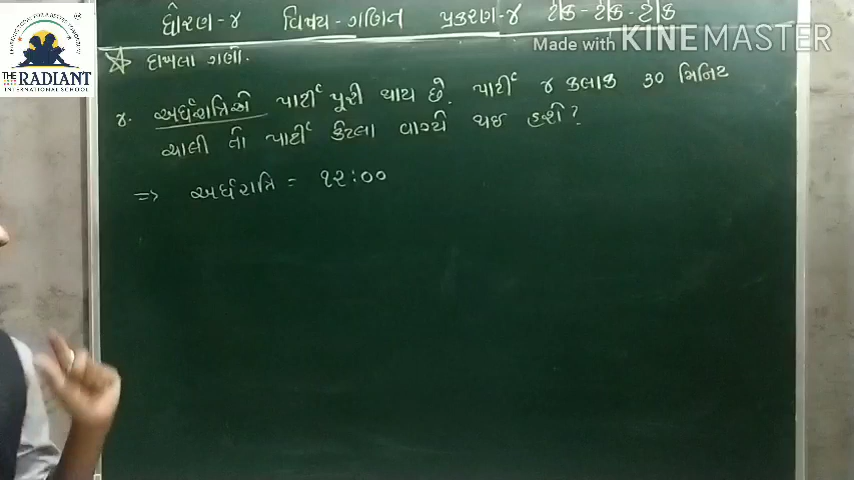 ધોરણ-૪ વિષય-ગણિત પ્રકરણ-૪ ટીક-ટીક-ટીક
Made with KINEMASTER
THE RADIANT
INTERNATIONAL SCHOOL
દાખલા ગણો.
૪. અર્ધરાત્રિએ પાર્ટી પૂરી થાય છે. પાર્ટી ૪ કલાક ૩૦ મિનિટ
ચાલી તો પાર્ટી કેટલા વાગ્યે થઇ હશે?
=> અર્ધરાત્રિ = ૧૨:૦૦